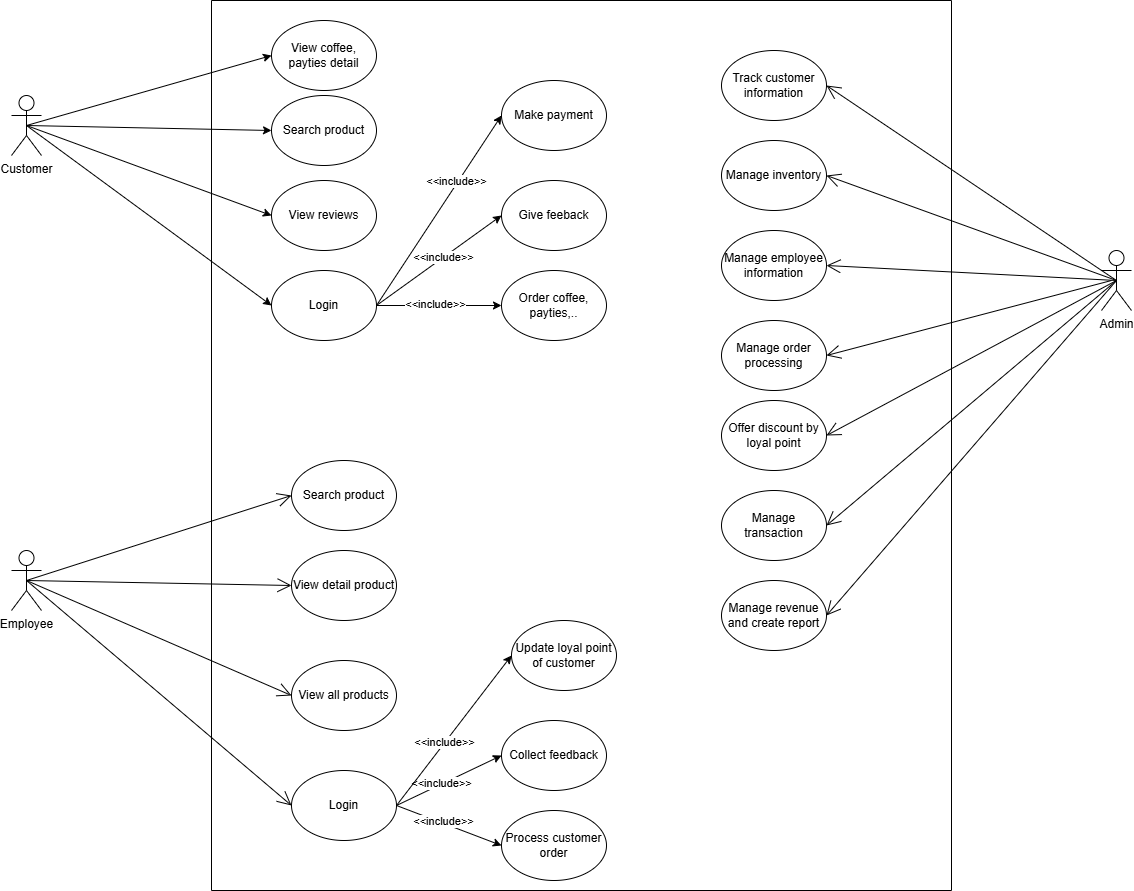 View coffee,
payties detail
Search product
View reviews
Login
Customer
Make payment
<<include>>
Give feeback
<<include>>
Order coffee,
payties,..
<<include>>
Track customer
information
Manage inventory
Manage employee
information
Manage order
processing
Offer discount by
loyal point
Manage
transaction
Manage revenue
and create report
Admin
Search product
View detail product
View all products
Login
Employee
Update loyal point
of customer
<<include>>
Collect feedback
<<include>>
Process customer
order
<<include>>